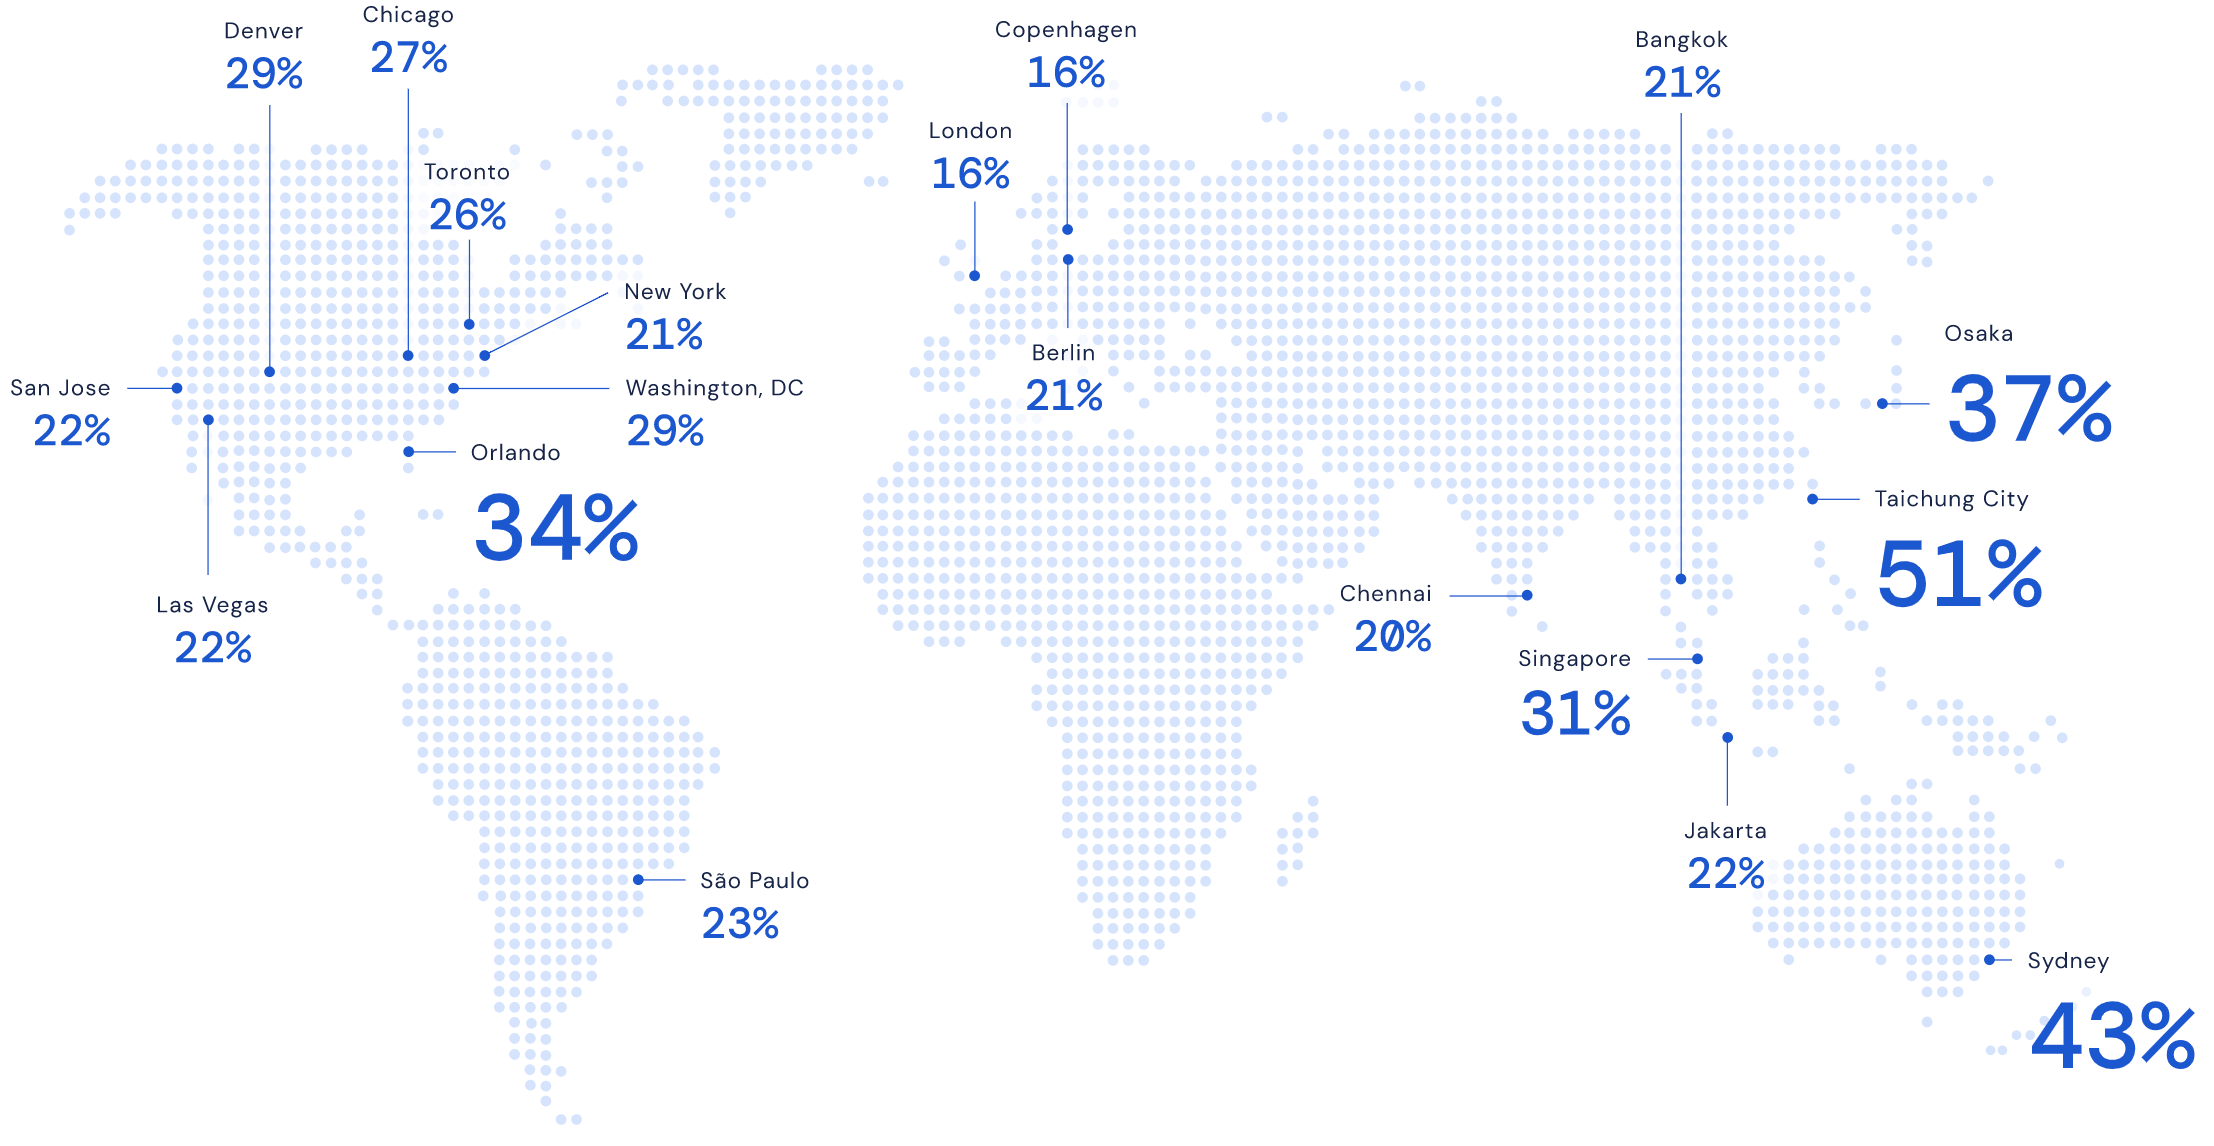 Chicago
27%
Denver
29%
Copenhagen
16%
Bangkok
21%
London
16%
Toronto
26%
New York
21%
Osaka
37%
Berlin
21%
San Jose
22%
Washington, DC
29%
Orlando
34%
Taichung City
51%
Las Vegas
22%
Chennai
20%
Singapore
31%
Jakarta
22%
São Paulo
23%
Sydney
43%